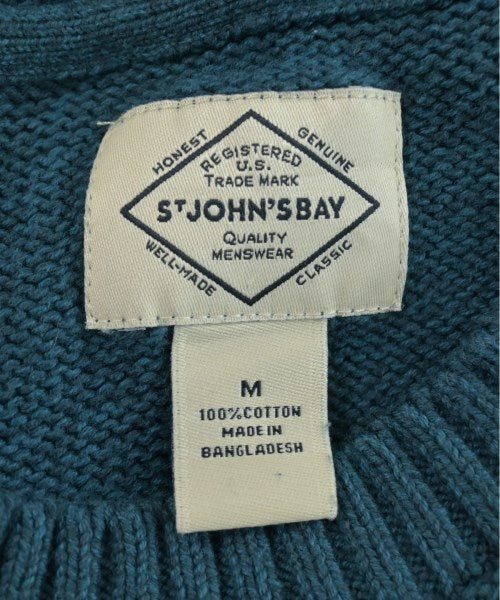 HONEST
GENUINE
REGISTERED
U.S.
TRADE MARK
ST JOHN'S BAY
QUALITY
MENSWEAR
WELL-MADE
CLASSIC
M
100% COTTON
MADE IN
BANGLADESH